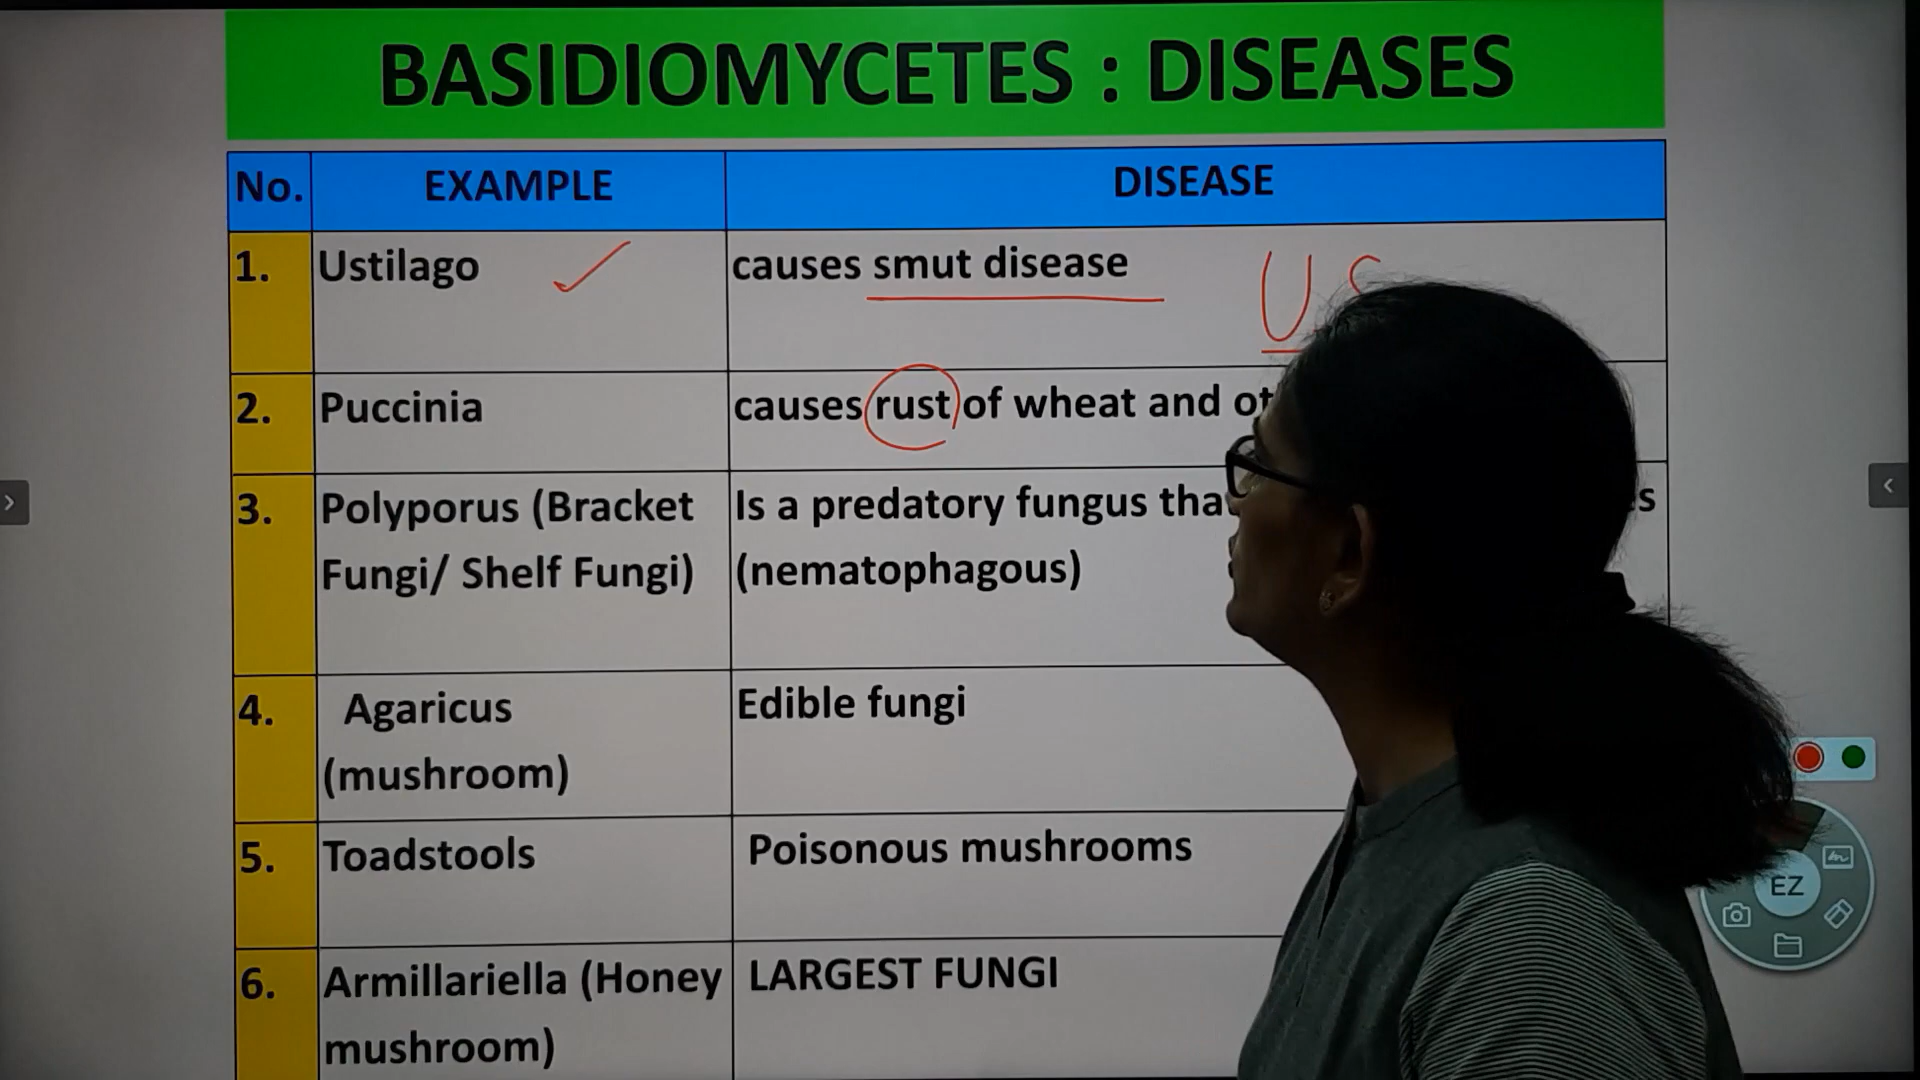 BASIDIOMYCETES : DISEASES
No. EXAMPLE DISEASE
1. Ustilago causes smut disease
U
2. Puccinia causes rust of wheat and
3. Polyporus (Bracket Is a predatory fungus
Fungi/ Shelf Fungi) (nematophagous)
4. Agaricus Edible fungi
(mushroom)
5. Toadstools Poisonous mushrooms
6. Armillariella (Honey LARGEST FUNGI
mushroom)
EZ